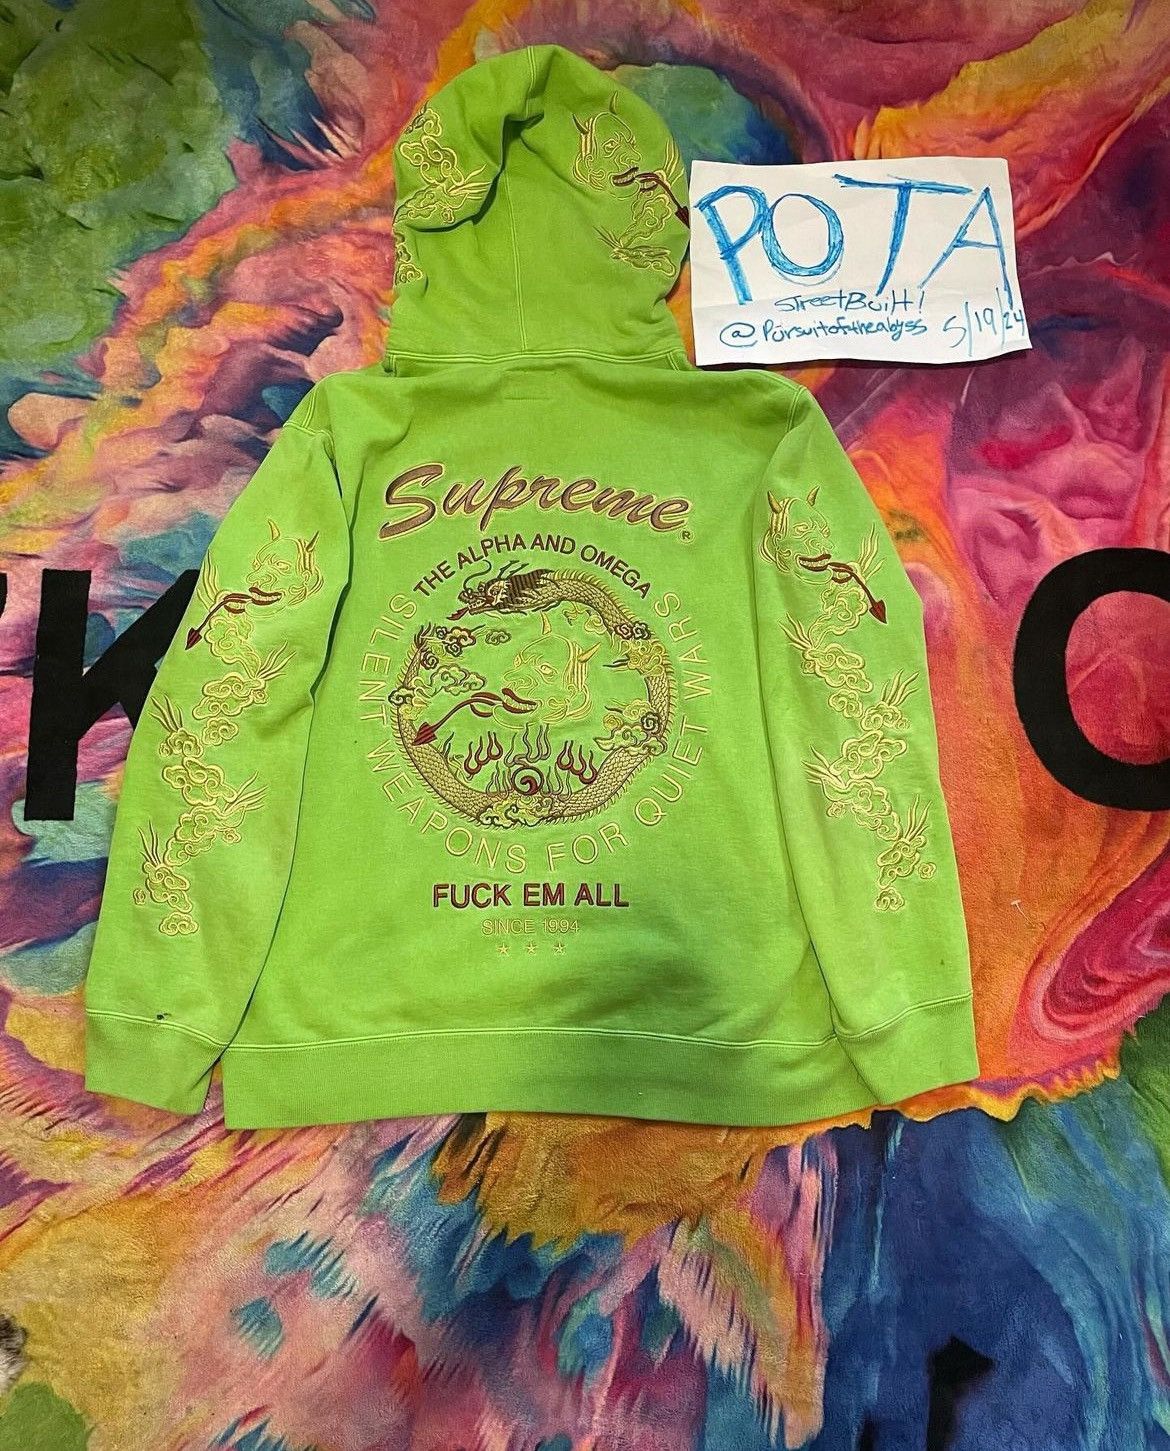 POTA
StreetBuilt!
@Pursuitoftheabyss 5/19/24
Supreme®
THE ALPHA AND OMEGA
SILENT WEAPONS FOR QUIET WARS
FUCK EM ALL
SINCE 1994
K